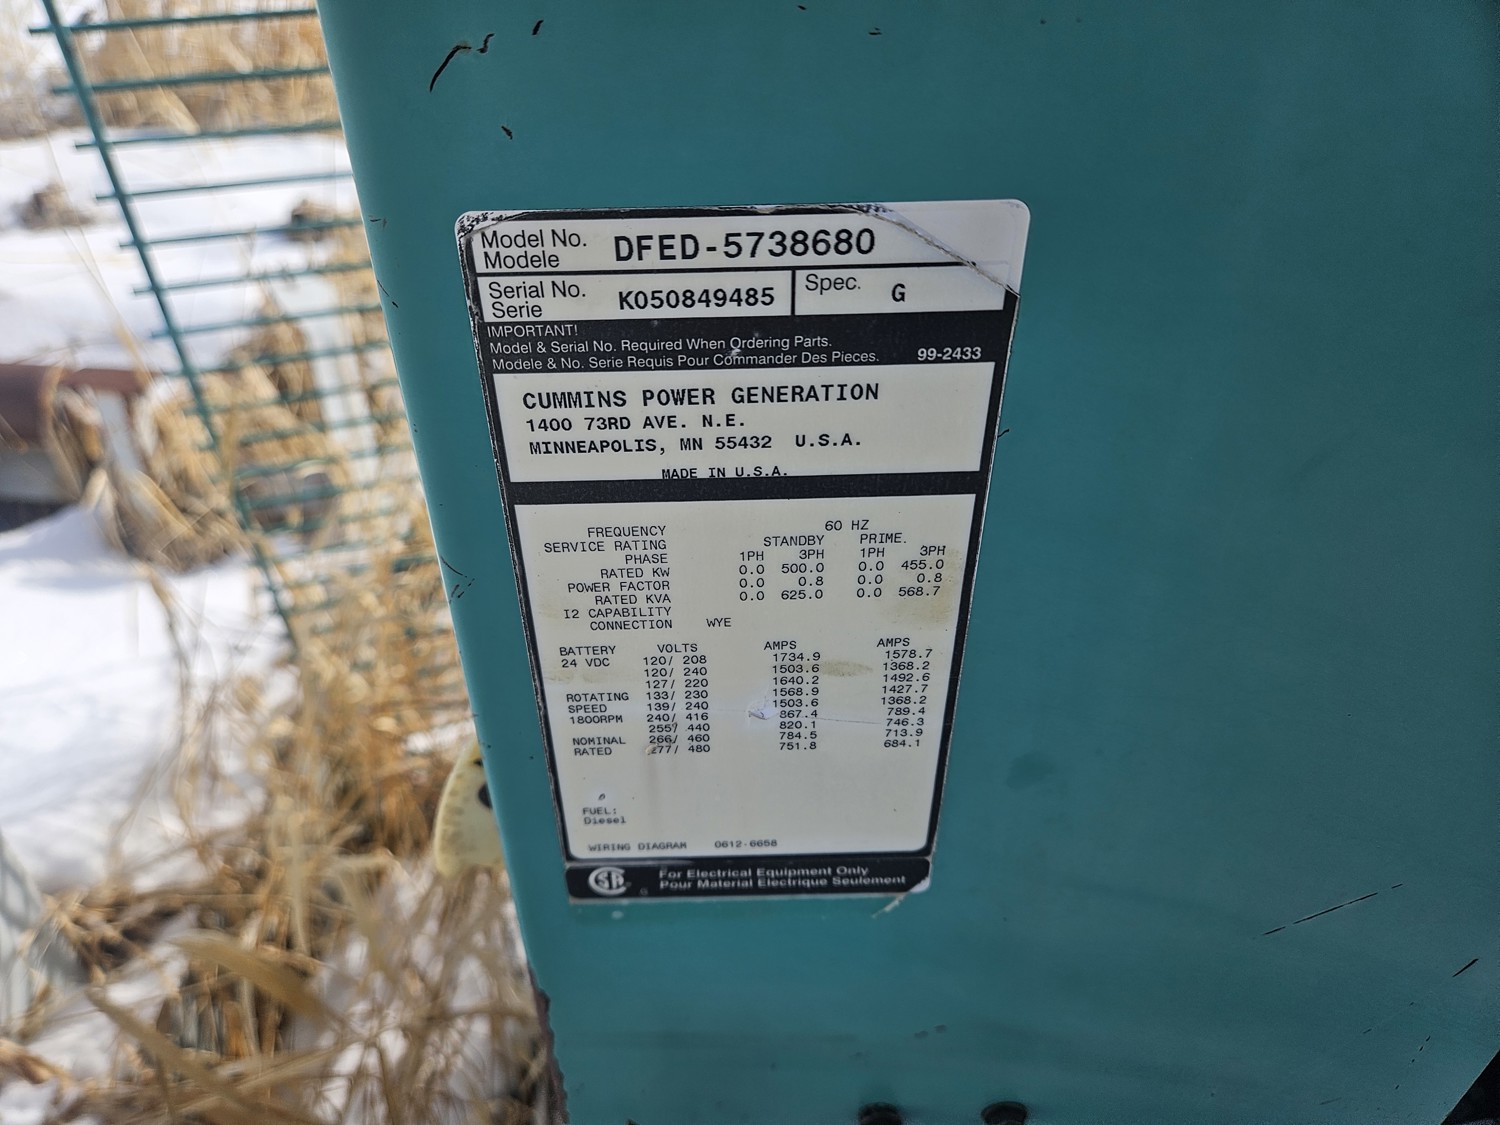 Model No. DFED-5738680
Modele
Serial No. K050849485 Spec. G
Serie
IMPORTANT!
Model & Serial No. Required When Ordering Parts.
Modele & No. Serie Requis Pour Commander Des Pieces. 99-2433
CUMMINS POWER GENERATION
1400 73RD AVE. N.E.
MINNEAPOLIS, MN 55432 U.S.A.
MADE IN U.S.A.
FREQUENCY 60 HZ
SERVICE RATING STANDBY PRIME.
PHASE 1PH 3PH 1PH 3PH
RATED KW 0.0 500.0 0.0 455.0
POWER FACTOR 0.0 0.8 0.0 0.8
RATED KVA 0.0 625.0 0.0 568.7
I2 CAPABILITY
CONNECTION WYE
BATTERY VOLTS AMPS AMPS
24 VDC 120/ 208 1734.9 1578.7
120/ 240 1503.6 1368.2
127/ 220 1640.2 1492.6
ROTATING 133/ 230 1568.9 1427.7
SPEED 139/ 240 1503.6 1368.2
1800RPM 240/ 416 867.4 789.4
255/ 440 820.1 746.3
NOMINAL 266/ 460 784.5 713.9
RATED 277/ 480 751.8 684.1
FUEL:
Diesel
WIRING DIAGRAM 0612-6658
For Electrical Equipment Only
Pour Material Electrique Seulement